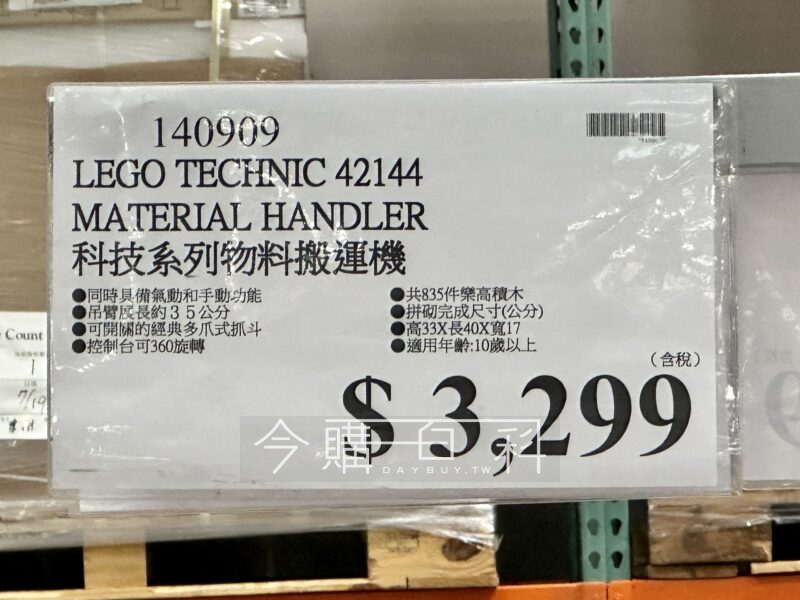 140909
LEGO TECHNIC 42144
MATERIAL HANDLER
科技系列物料搬運機
●同時具備氣動和手動功能
●吊臂展長約３５公分
●可開關的經典多爪式抓斗
●控制台可360旋轉
●共835件樂高積木
●拼砌完成尺寸(公分)
●高33X長40X寬17
●適用年齡:10歲以上
(含稅)
$ 3,299
今購百科
DAYBUY.TW
Count
1
7/19